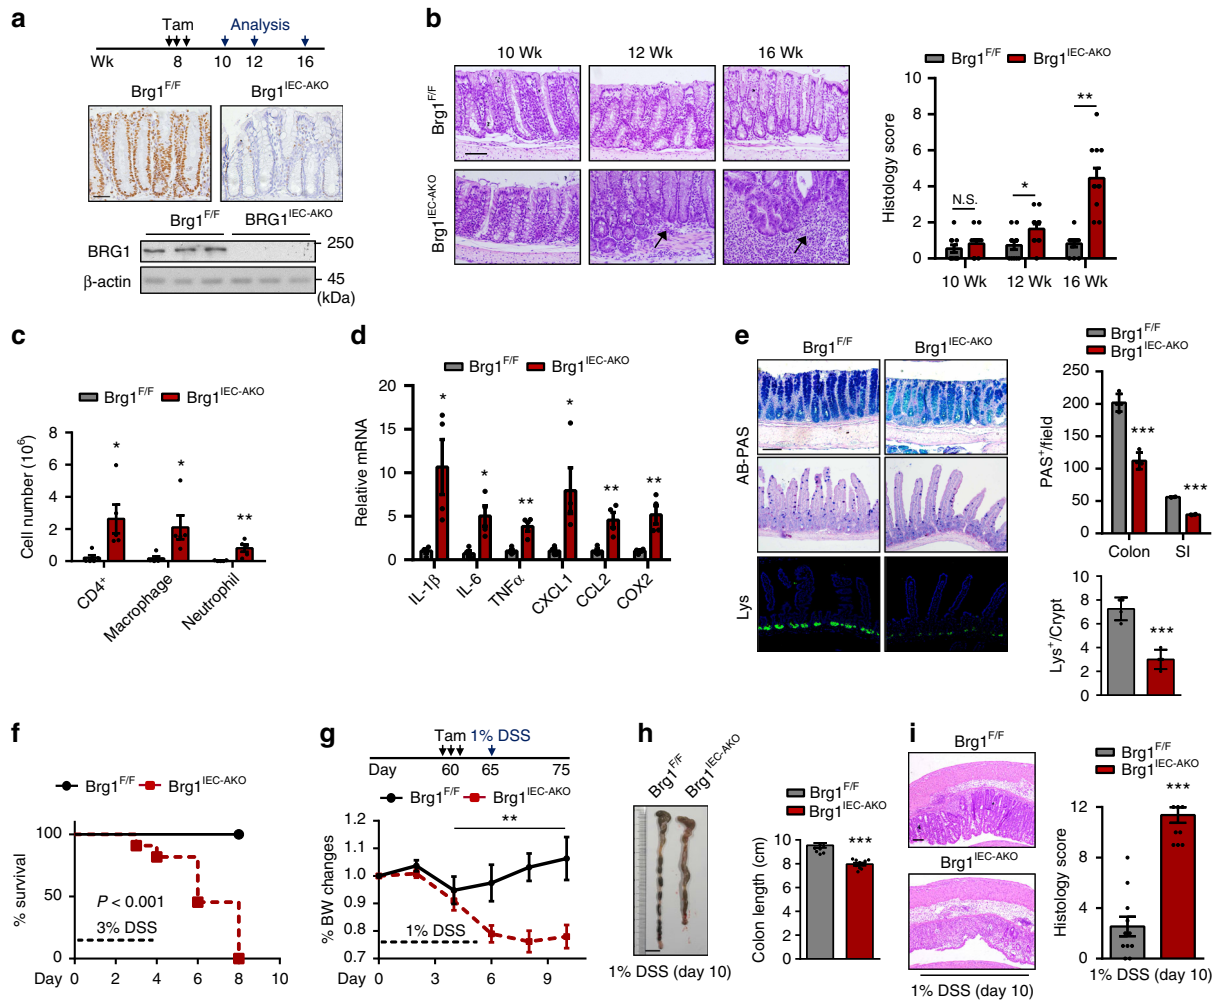 a
Tam Analysis
Wk 8 10 12 16
Brg1F/F Brg1IEC-AKO
Brg1F/F BRG1IEC-AKO
BRG1 250
β-actin 45
(kDa)
b
10 Wk 12 Wk 16 Wk
Brg1F/F
Brg1IEC-AKO
Brg1F/F Brg1IEC-AKO
Histology score
10
8
6
4
2
0
N.S. * **
10 Wk 12 Wk 16 Wk
c
Brg1F/F Brg1IEC-AKO
Cell number (10⁶)
8
6
4
2
0
* * **
CD4+ Macrophage Neutrophil
d
Brg1F/F Brg1IEC-AKO
Relative mRNA
20
15
10
5
0
* * ** * ** **
IL-1β IL-6 TNFα CXCL1 CCL2 COX2
e
Brg1F/F Brg1IEC-AKO
AB-PAS
Lys
Brg1F/F
Brg1IEC-AKO
PAS+/field
250
200
150
100
50
0
*** ***
Colon SI
Lys+/Crypt
10
8
6
4
2
0
***
f
Brg1F/F Brg1IEC-AKO
% survival
100
50
0
P < 0.001
3% DSS
Day 0 2 4 6 8 10
g
Tam 1% DSS
Day 60 65 75
Brg1F/F Brg1IEC-AKO
% BW changes
1.2
1.1
1.0
0.9
0.8
0.7
**
1% DSS
Day 0 3 6 9
h
Brg1F/F Brg1IEC-AKO
1% DSS (day 10)
Brg1F/F
Brg1IEC-AKO
Colon length (cm)
10
8
6
4
2
0
***
i
Brg1F/F
Brg1IEC-AKO
1% DSS (day 10)
Brg1F/F
Brg1IEC-AKO
Histology score
12
8
4
0
***
1% DSS (day 10)